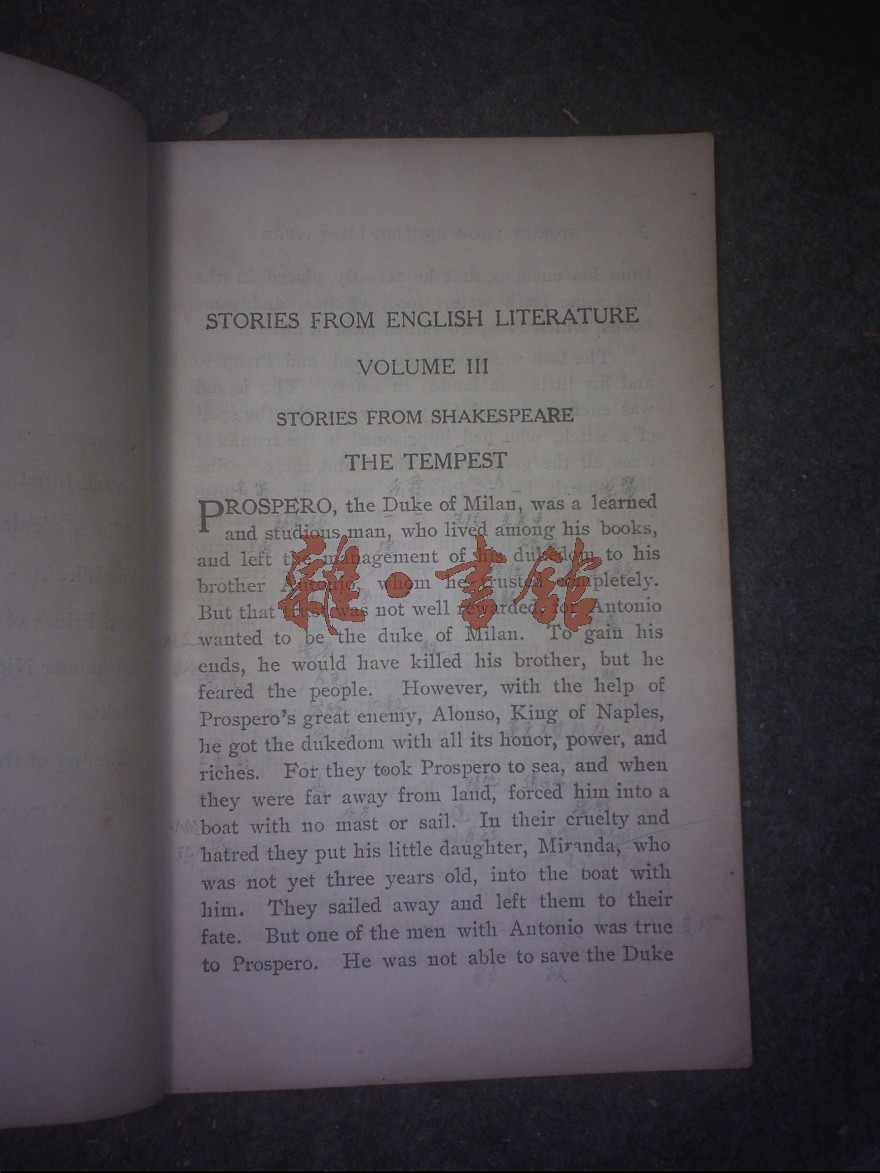 STORIES FROM ENGLISH LITERATURE
VOLUME III
STORIES FROM SHAKESPEARE
THE TEMPEST
PROSPERO, the Duke of Milan, was a learned
and studious man, who lived among his books,
and left the management of his dukedom to his
brother Antonio, whom he trusted completely.
But that trust was not well rewarded, for Antonio
wanted to be the duke of Milan. To gain his
ends, he would have killed his brother, but he
feared the people. However, with the help of
Prospero's great enemy, Alonso, King of Naples,
he got the dukedom with all its honor, power, and
riches. For they took Prospero to sea, and when
they were far away from land, forced him into a
boat with no mast or sail. In their cruelty and
hatred they put his little daughter, Miranda, who
was not yet three years old, into the boat with
him. They sailed away and left them to their
fate. But one of the men with Antonio was true
to Prospero. He was not able to save the Duke
雜·書館